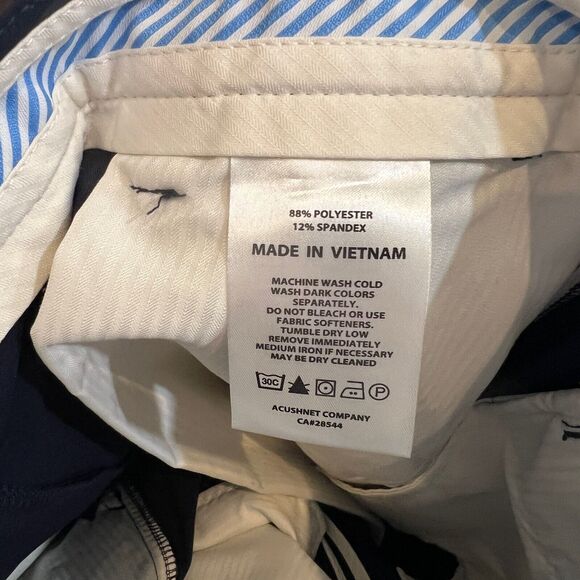 88% POLYESTER
12% SPANDEX
MADE IN VIETNAM
MACHINE WASH COLD
WASH DARK COLORS
SEPARATELY.
DO NOT BLEACH OR USE
FABRIC SOFTENERS.
TUMBLE DRY LOW
REMOVE IMMEDIATELY
MEDIUM IRON IF NECESSARY
MAY BE DRY CLEANED
30C P
ACUSHNET COMPANY
CA#28544